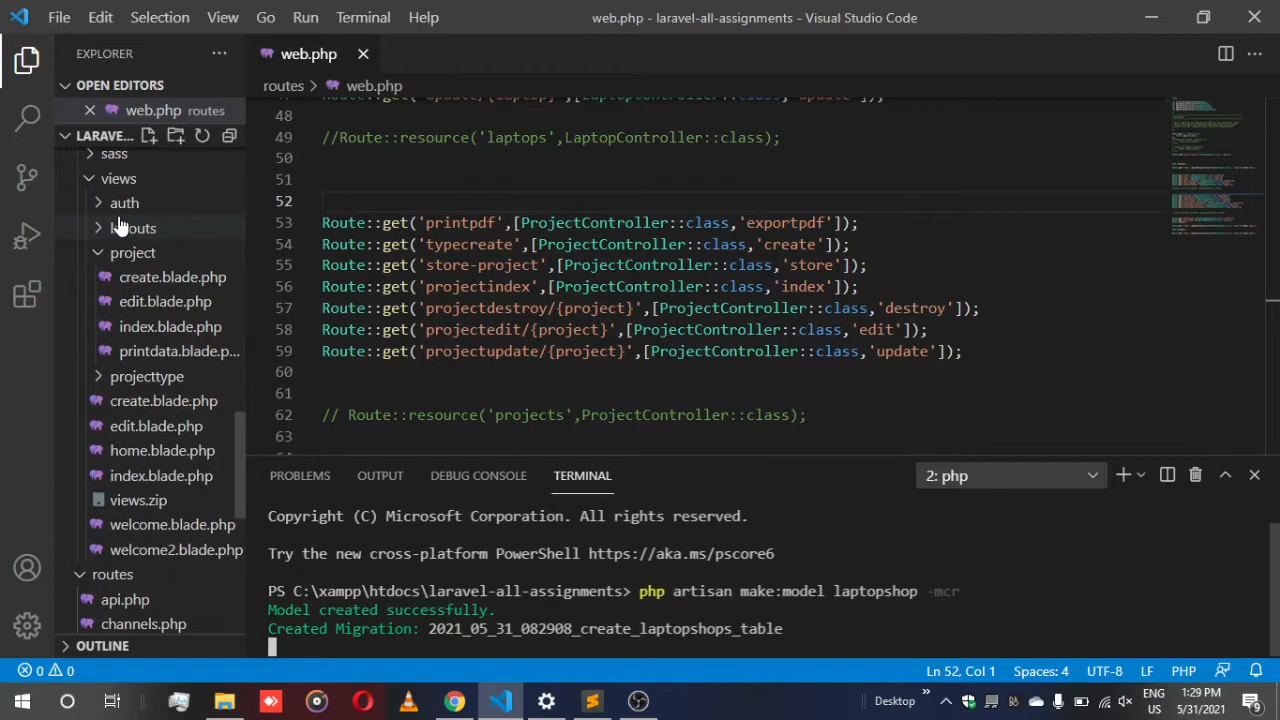 File Edit Selection View Go Run Terminal Help web.php - laravel-all-assignments - Visual Studio Code
EXPLORER
web.php
OPEN EDITORS
routes > web.php
web.php routes
48
LARAVE...
49 //Route::resource('laptops',LaptopController::class);
sass
50
views
51
auth
52
layouts
53 Route::get('printpdf',[ProjectController::class,'exportpdf']);
project
54 Route::get('typecreate',[ProjectController::class,'create']);
create.blade.php
55 Route::get('store-project',[ProjectController::class,'store']);
edit.blade.php
56 Route::get('projectindex',[ProjectController::class,'index']);
index.blade.php
57 Route::get('projectdestroy/{project}',[ProjectController::class,'destroy']);
printdata.blade.p...
58 Route::get('projectedit/{project}',[ProjectController::class,'edit']);
projecttype
59 Route::get('projectupdate/{project}',[ProjectController::class,'update']);
create.blade.php
60
edit.blade.php
61
home.blade.php
62 // Route::resource('projects',ProjectController::class);
index.blade.php
63
views.zip
welcome.blade.php
welcome2.blade.php
routes
api.php
channels.php
OUTLINE
PROBLEMS OUTPUT DEBUG CONSOLE TERMINAL 2: php
Copyright (C) Microsoft Corporation. All rights reserved.
Try the new cross-platform PowerShell https://aka.ms/pscore6
PS C:\xampp\htdocs\laravel-all-assignments> php artisan make:model laptopshop -mcr
Model created successfully.
Created Migration: 2021_05_31_082908_create_laptopshops_table
0 0 Ln 52, Col 1 Spaces: 4 UTF-8 LF PHP
Desktop ENG US 1:29 PM 5/31/2021 9